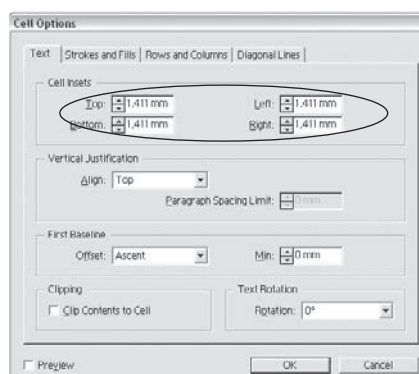 Cell Options
Text Strokes and Fills Rows and Columns Diagonal Lines
Cell Insets
Top: 1,411 mm Left: 1,411 mm
Bottom: 1,411 mm Right: 1,411 mm
Vertical Justification
Align: Top
Paragraph Spacing Limit: 0 mm
First Baseline
Offset: Ascent Min: 0 mm
Clipping Text Rotation
Clip Contents to Cell Rotation: 0°
Preview OK Cancel